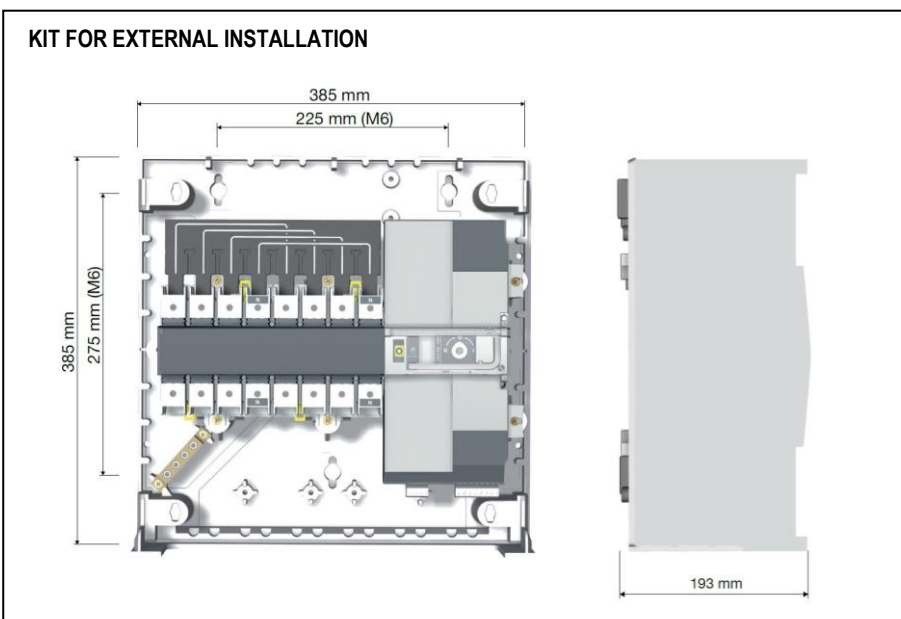 KIT FOR EXTERNAL INSTALLATION
385 mm
225 mm (M6)
385 mm
275 mm (M6)
N
N
N
N
193 mm